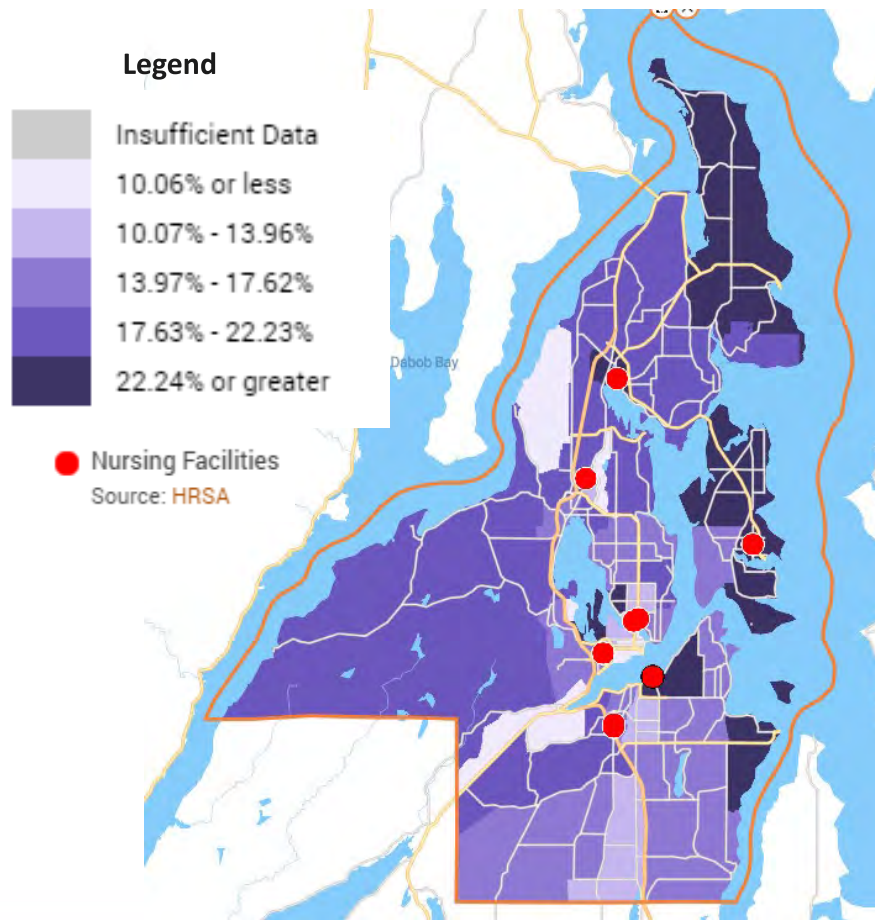 Legend
Insufficient Data
10.06% or less
10.07% - 13.96%
13.97% - 17.62%
17.63% - 22.23%
22.24% or greater
Dabob Bay
Nursing Facilities
Source: HRSA